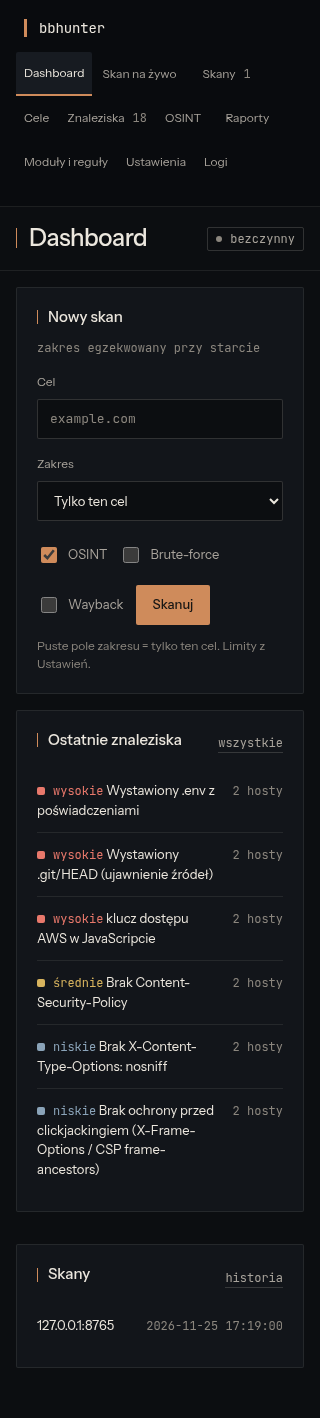 bbhunter
Dashboard Skan na żywo Skany 1
Cele Znaleziska 18 OSINT Raporty
Moduły i reguły Ustawienia Logi
Dashboard bezczynny
Nowy skan
zakres egzekwowany przy starcie
Cel
example.com
Zakres
Tylko ten cel
OSINT Brute-force
Wayback Skanuj
Puste pole zakresu = tylko ten cel. Limity z
Ustawień.
Ostatnie znaleziska wszystkie
wysokie Wystawiony .env z 2 hosty
poświadczeniami
wysokie Wystawiony 2 hosty
.git/HEAD (ujawnienie źródeł)
wysokie klucz dostępu 2 hosty
AWS w JavaScripcie
średnie Brak Content- 2 hosty
Security-Policy
niskie Brak X-Content- 2 hosty
Type-Options: nosniff
niskie Brak ochrony przed 2 hosty
clickjackingiem (X-Frame-
Options / CSP frame-
ancestors)
Skany historia
127.0.0.1:8765 2026-11-25 17:19:00